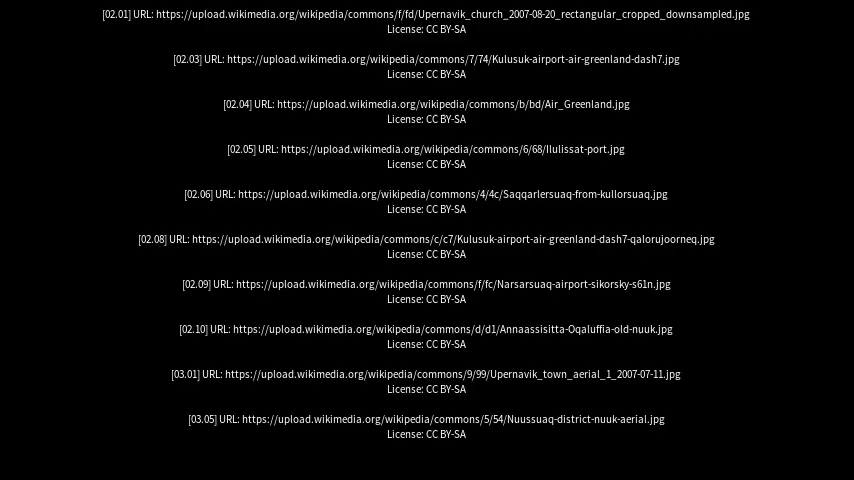 [02.01] URL: https://upload.wikimedia.org/wikipedia/commons/f/fd/Upernavik_church_2007-08-20_rectangular_cropped_downsampled.jpg
License: CC BY-SA
[02.03] URL: https://upload.wikimedia.org/wikipedia/commons/7/74/Kulusuk-airport-air-greenland-dash7.jpg
License: CC BY-SA
[02.04] URL: https://upload.wikimedia.org/wikipedia/commons/b/bd/Air_Greenland.jpg
License: CC BY-SA
[02.05] URL: https://upload.wikimedia.org/wikipedia/commons/6/68/Ilulissat-port.jpg
License: CC BY-SA
[02.06] URL: https://upload.wikimedia.org/wikipedia/commons/4/4c/Saqqarlersuaq-from-kullorsuaq.jpg
License: CC BY-SA
[02.08] URL: https://upload.wikimedia.org/wikipedia/commons/c/c7/Kulusuk-airport-air-greenland-dash7-qalorujoorneq.jpg
License: CC BY-SA
[02.09] URL: https://upload.wikimedia.org/wikipedia/commons/f/fc/Narsarsuaq-airport-sikorsky-s61n.jpg
License: CC BY-SA
[02.10] URL: https://upload.wikimedia.org/wikipedia/commons/d/d1/Annaassisitta-Oqaluffia-old-nuuk.jpg
License: CC BY-SA
[03.01] URL: https://upload.wikimedia.org/wikipedia/commons/9/99/Upernavik_town_aerial_1_2007-07-11.jpg
License: CC BY-SA
[03.05] URL: https://upload.wikimedia.org/wikipedia/commons/5/54/Nuussuaq-district-nuuk-aerial.jpg
License: CC BY-SA